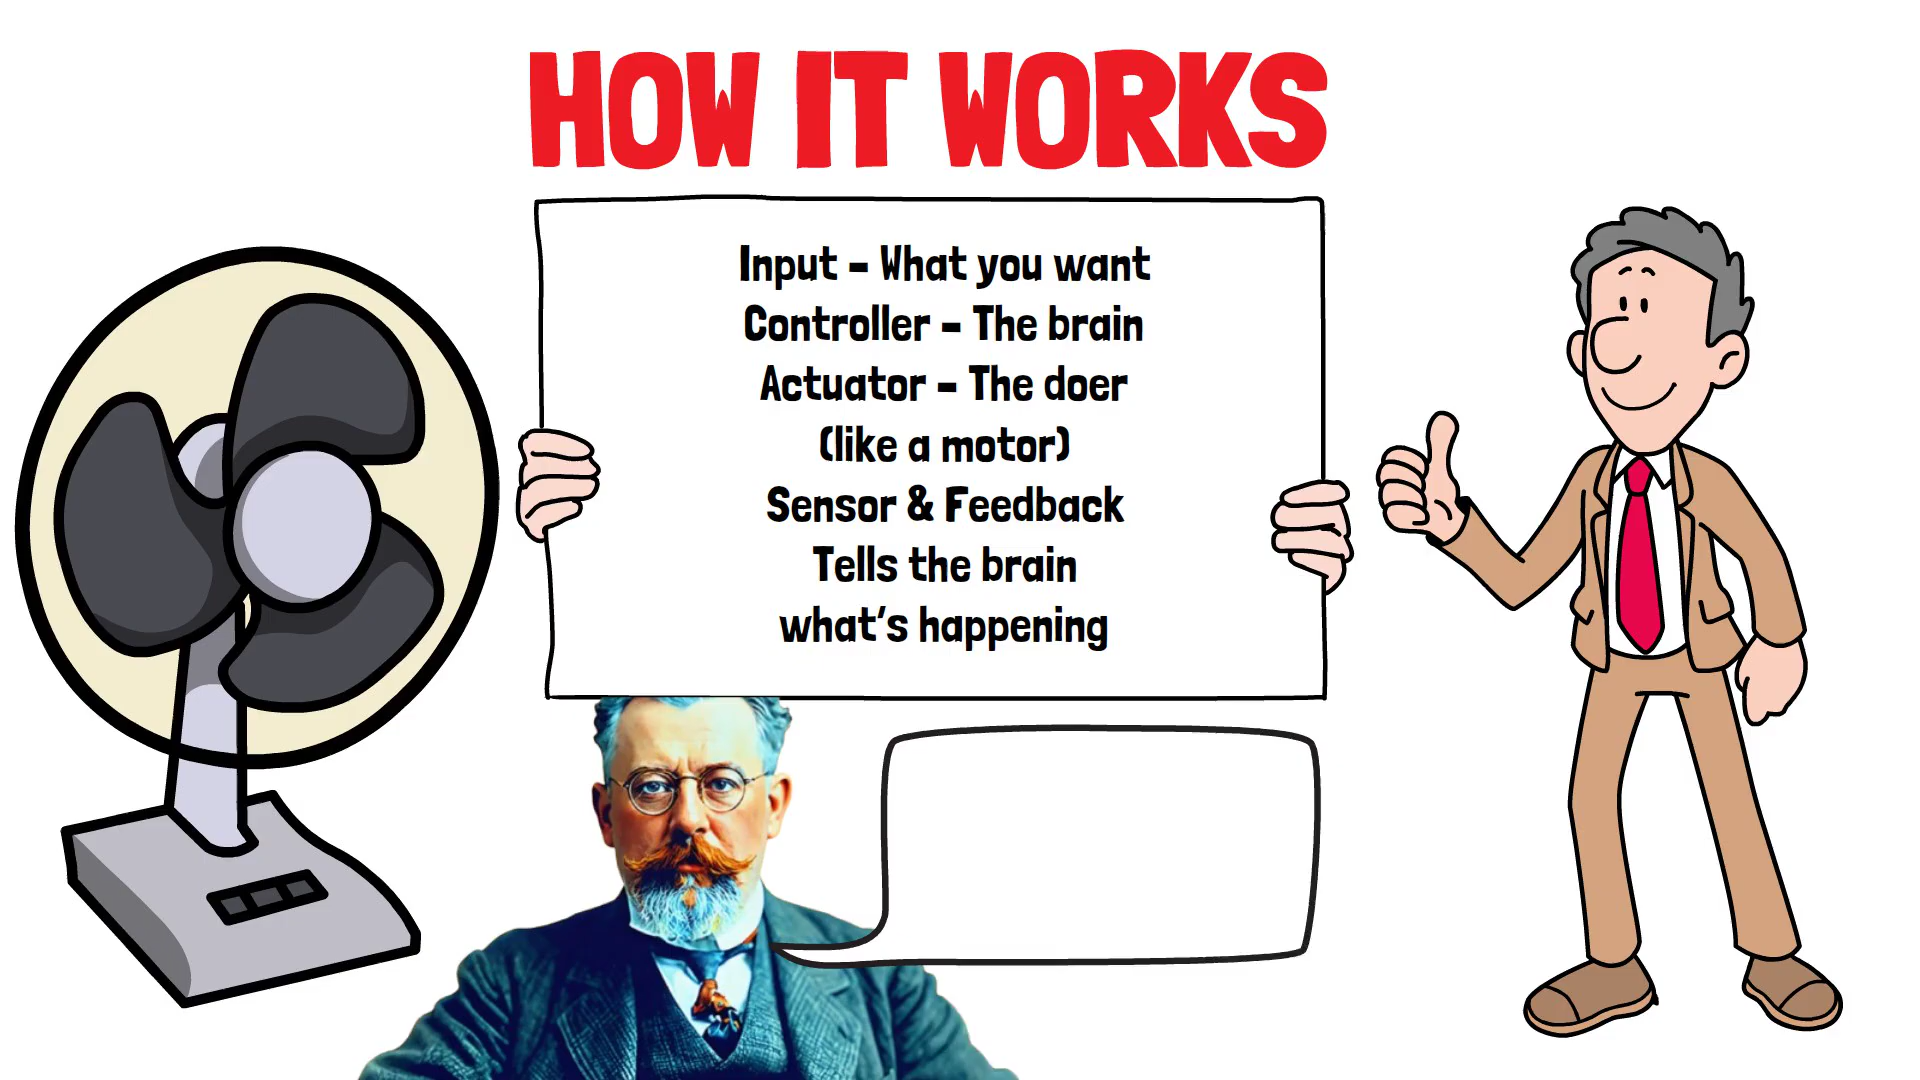 HOW IT WORKS
Input - What you want
Controller - The brain
Actuator - The doer
(like a motor)
Sensor & Feedback
Tells the brain
what's happening